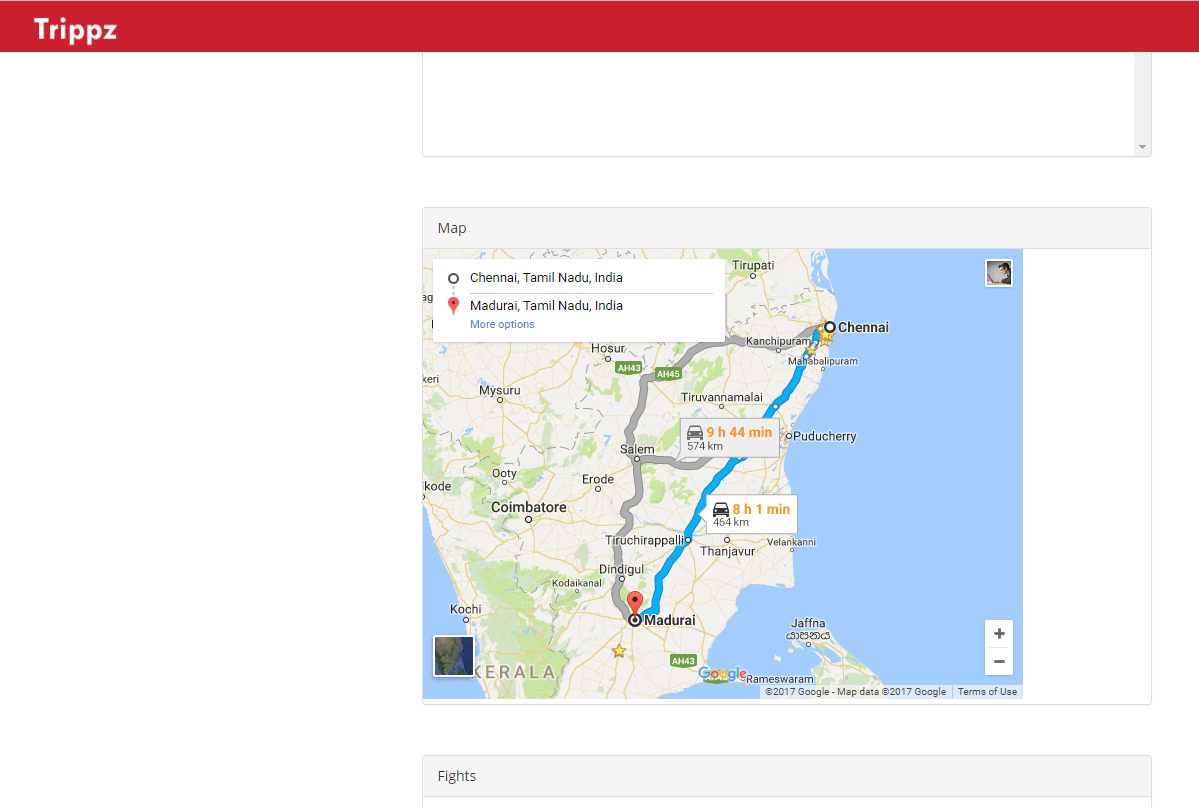 Trippz
Map
Chennai, Tamil Nadu, India
Madurai, Tamil Nadu, India
More options
Tirupati
Chennai
Kanchipuram
Mahabalipuram
Hosur
AH43
AH45
Mysuru
Tiruvannamalai
9 h 44 min
574 km
Puducherry
Salem
Ooty
Erode
kode
Coimbatore
8 h 1 min
464 km
Tiruchirappalli
Thanjavur
Velankanni
Dindigul
Kodaikanal
Kochi
Madurai
Jaffna
யாපනය
KERALA
AH43
Google
Rameswaram
©2017 Google - Map data ©2017 Google
Terms of Use
Fights